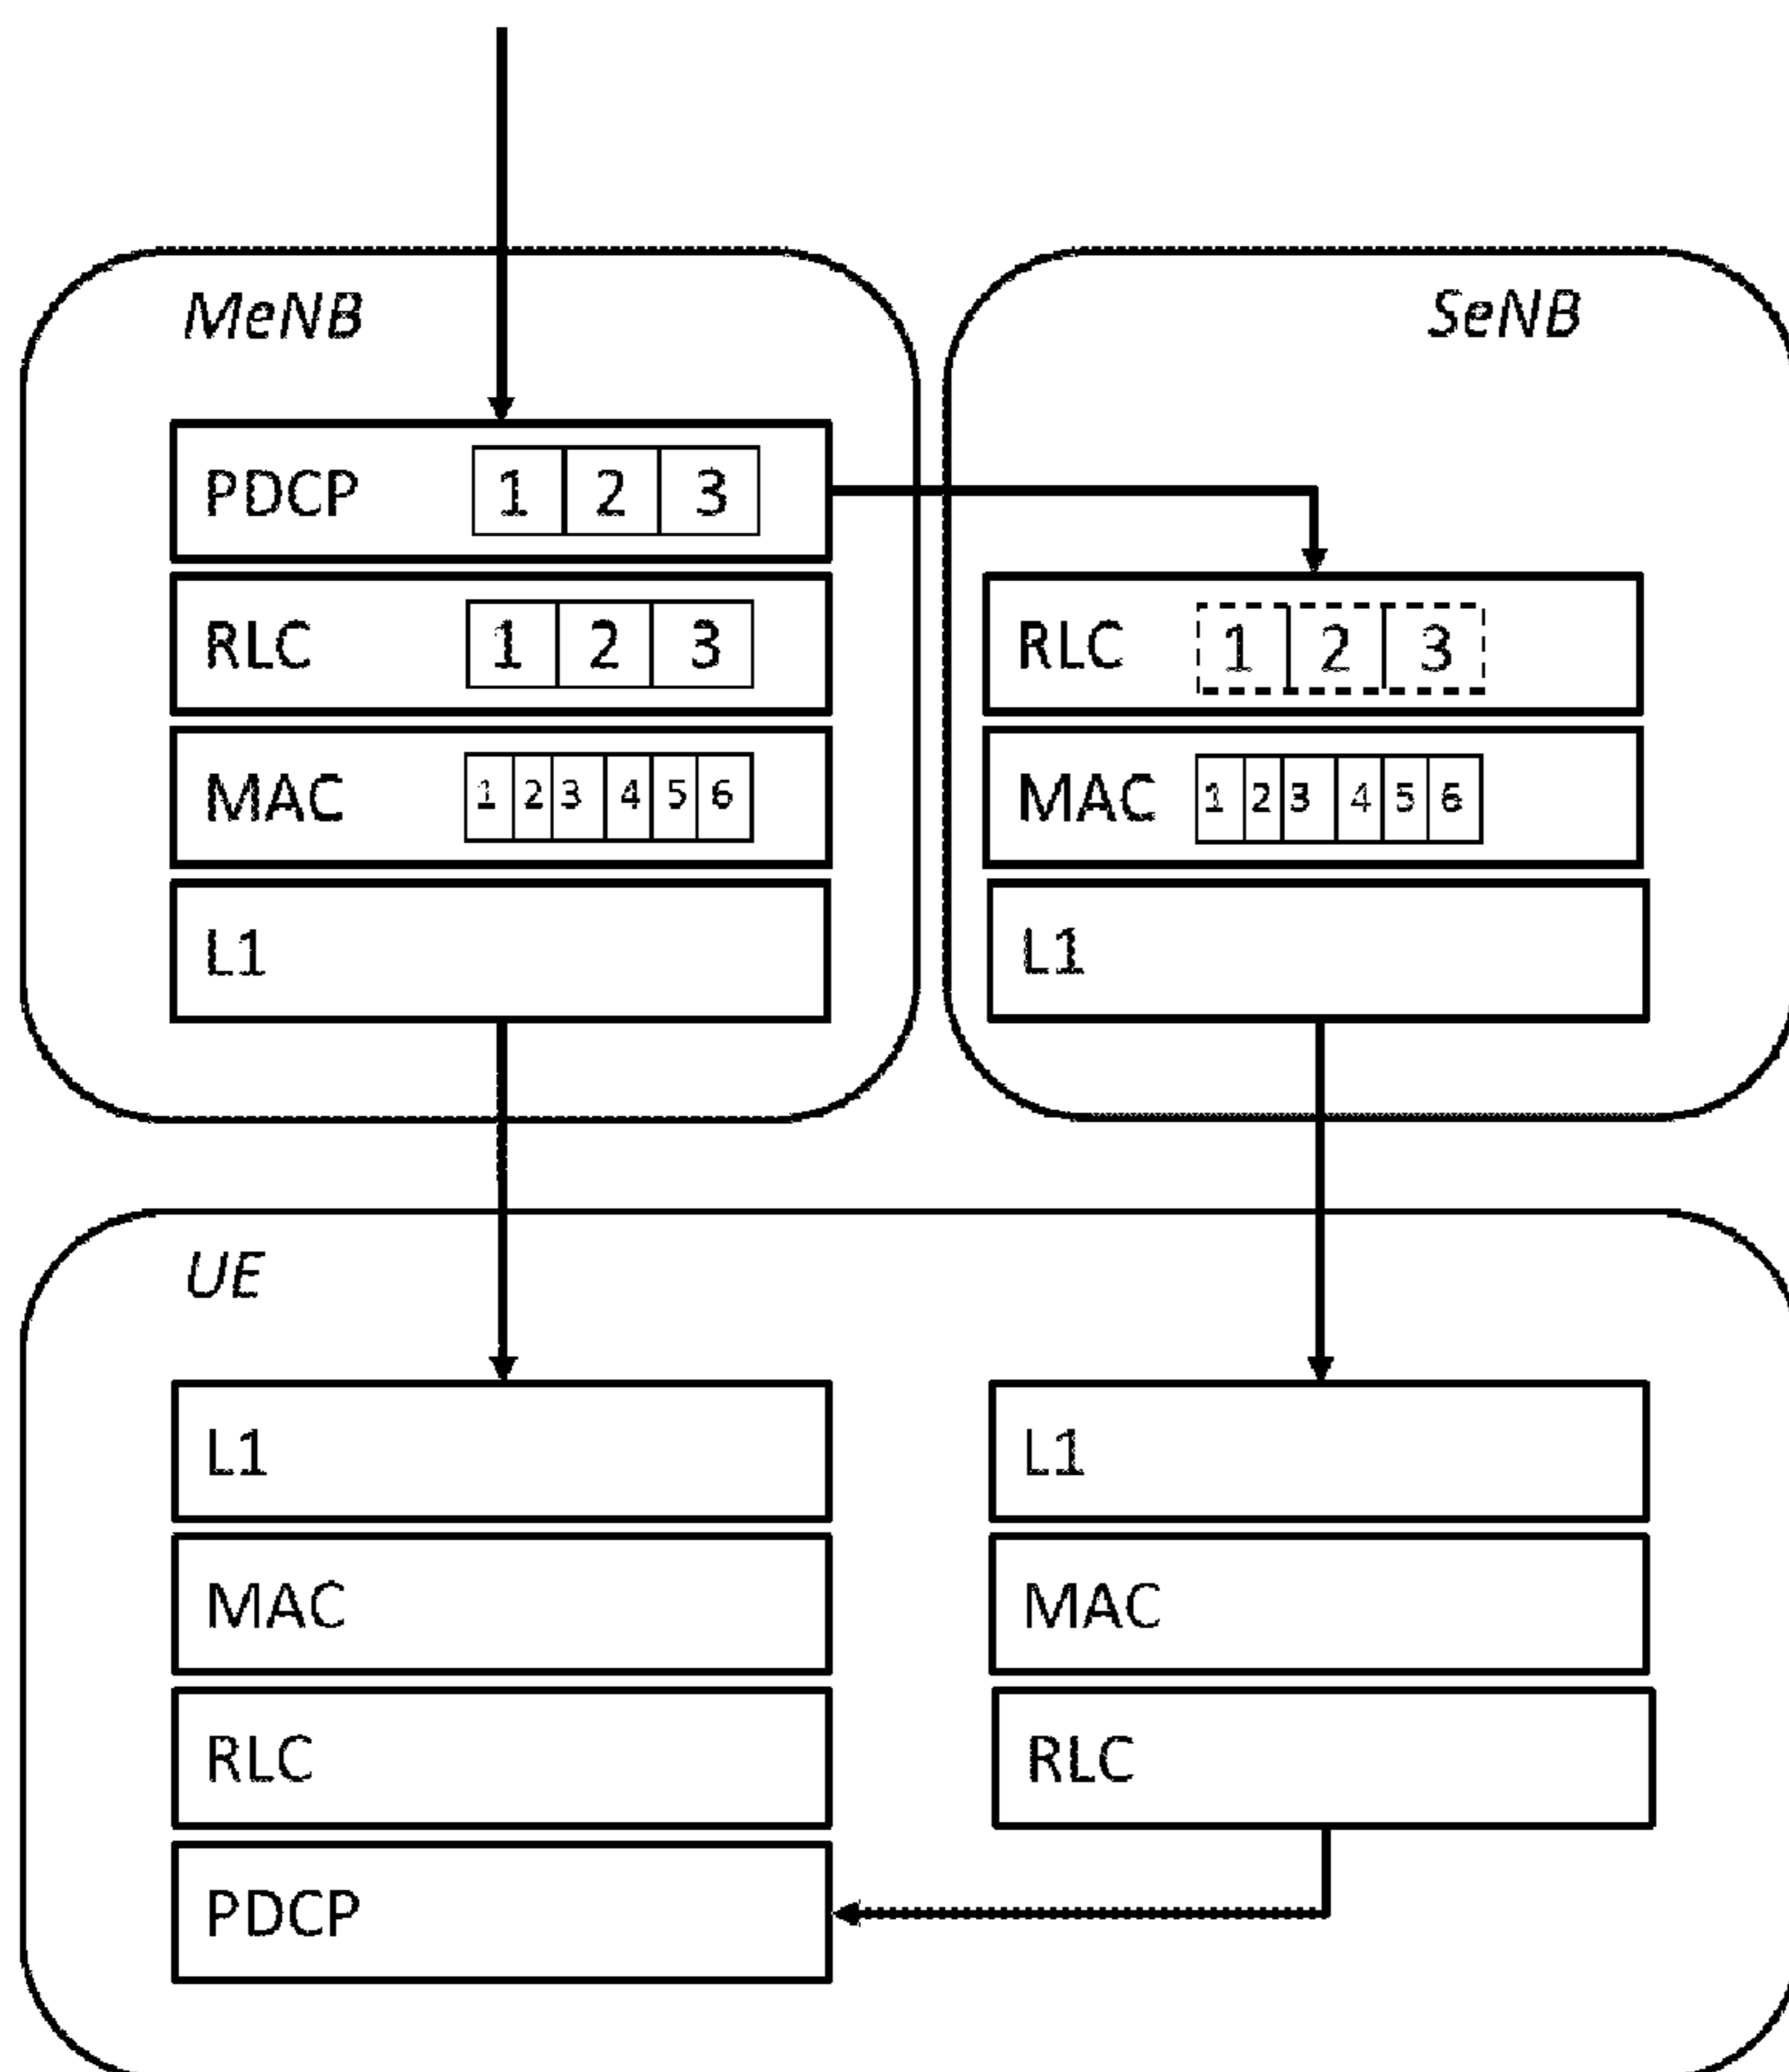 MeNB
PDCP 1 2 3
RLC 1 2 3
MAC 1 2 3 4 5 6
L1
SeNB
RLC 1 2 3
MAC 1 2 3 4 5 6
L1
UE
L1
MAC
RLC
PDCP
L1
MAC
RLC